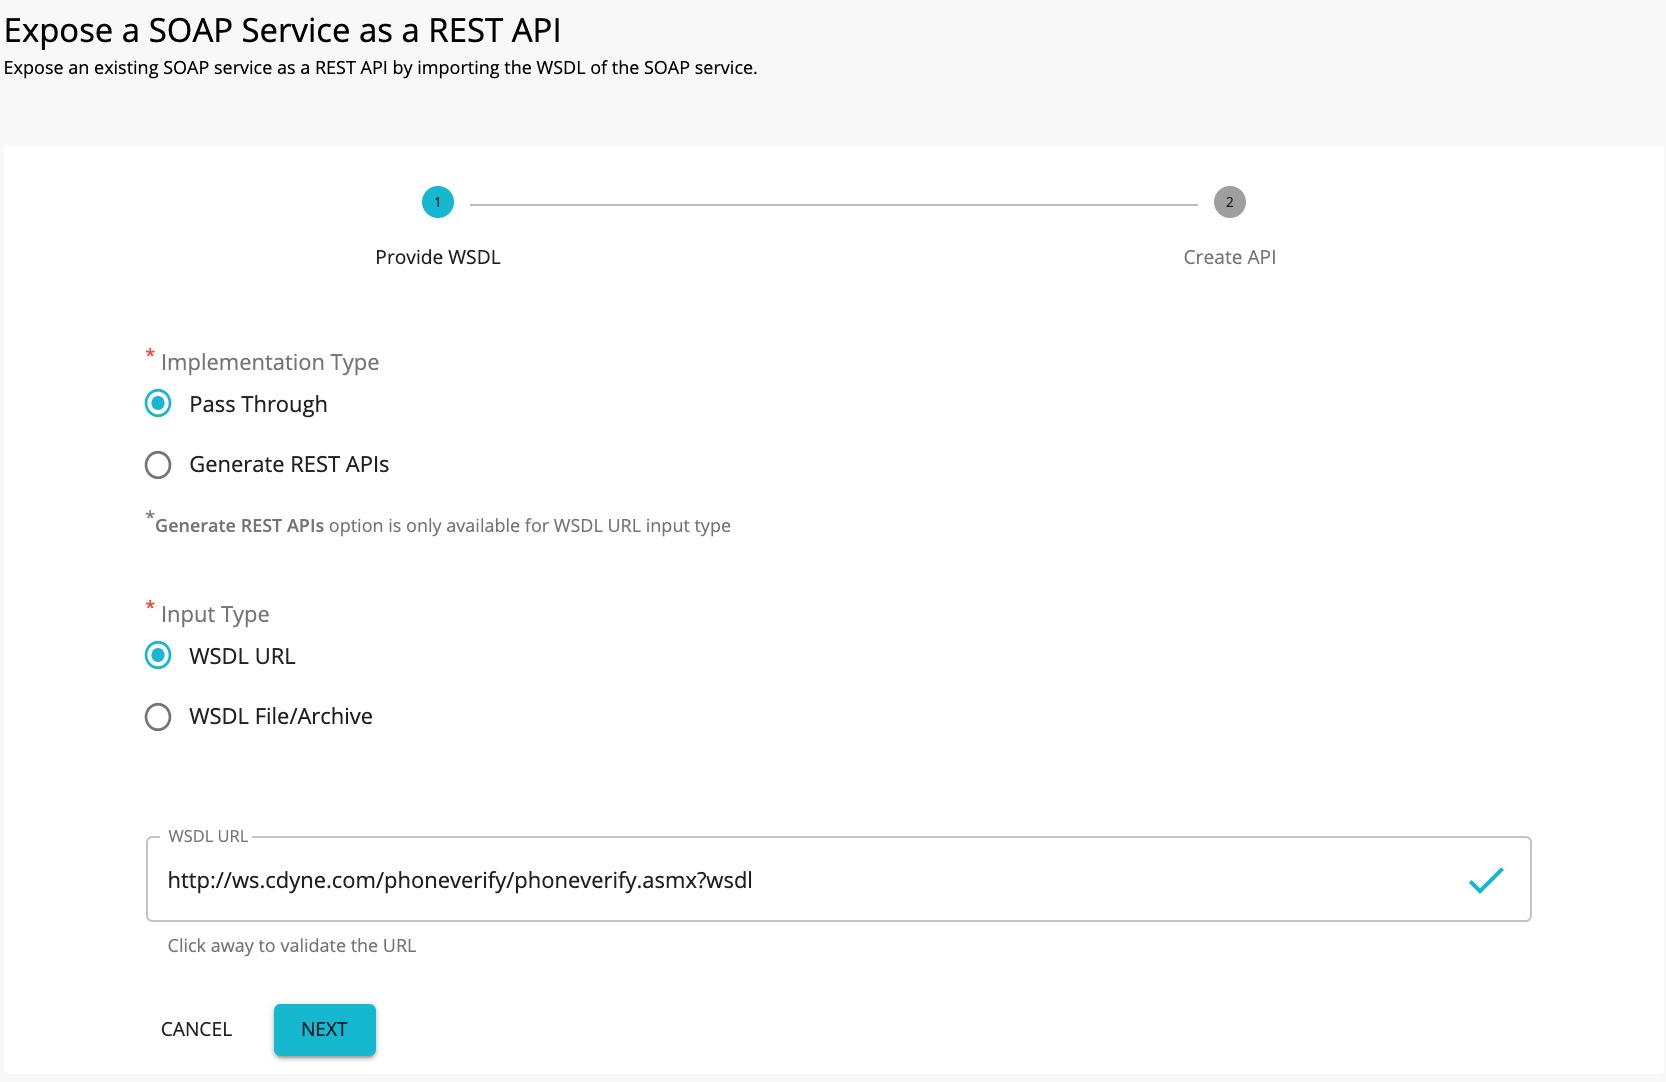 Expose a SOAP Service as a REST API
Expose an existing SOAP service as a REST API by importing the WSDL of the SOAP service.
1
2
Provide WSDL
Create API
* Implementation Type
Pass Through
Generate REST APIs
*Generate REST APIs option is only available for WSDL URL input type
* Input Type
WSDL URL
WSDL File/Archive
WSDL URL
http://ws.cdyne.com/phoneverify/phoneverify.asmx?wsdl
Click away to validate the URL
CANCEL
NEXT